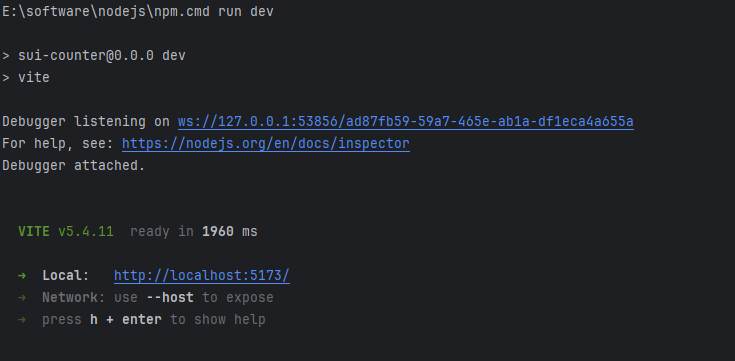 E:\software\nodejs\npm.cmd run dev
> sui-counter@0.0.0 dev
> vite
Debugger listening on ws://127.0.0.1:53856/ad87fb59-59a7-465e-ab1a-df1eca4a655a
For help, see: https://nodejs.org/en/docs/inspector
Debugger attached.
VITE v5.4.11  ready in 1960 ms
➜  Local:   http://localhost:5173/
➜  Network: use --host to expose
➜  press h + enter to show help